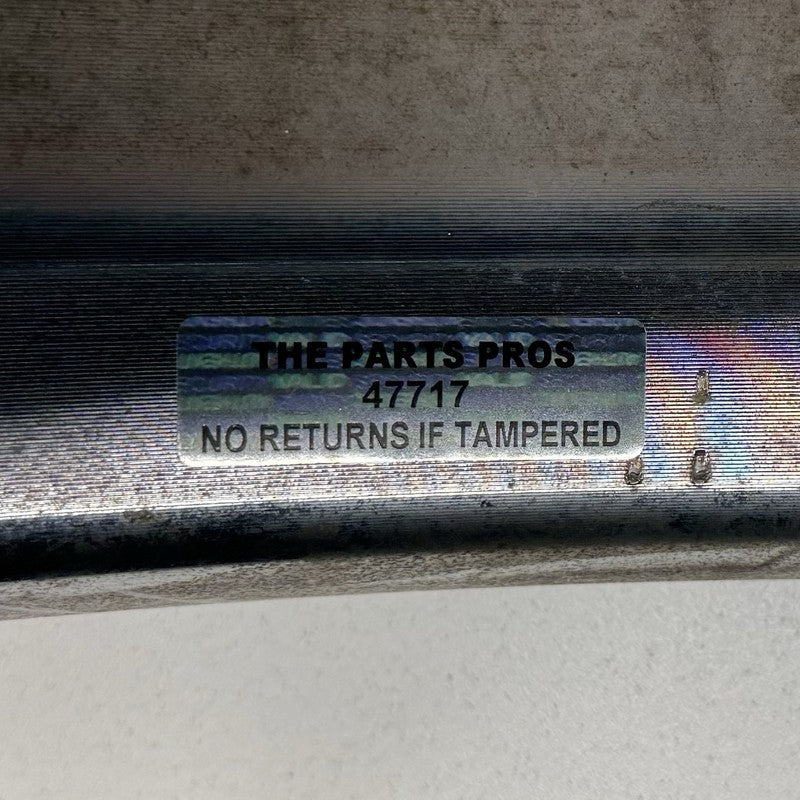 THE PARTS PROS
47717
NO RETURNS IF TAMPERED